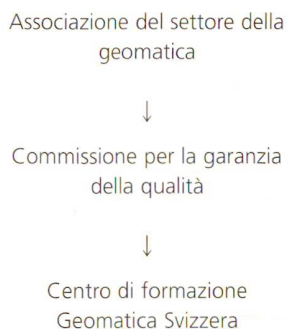 Associazione del settore della
geomatica
↓
Commissione per la garanzia
della qualità
↓
Centro di formazione
Geomatica Svizzera